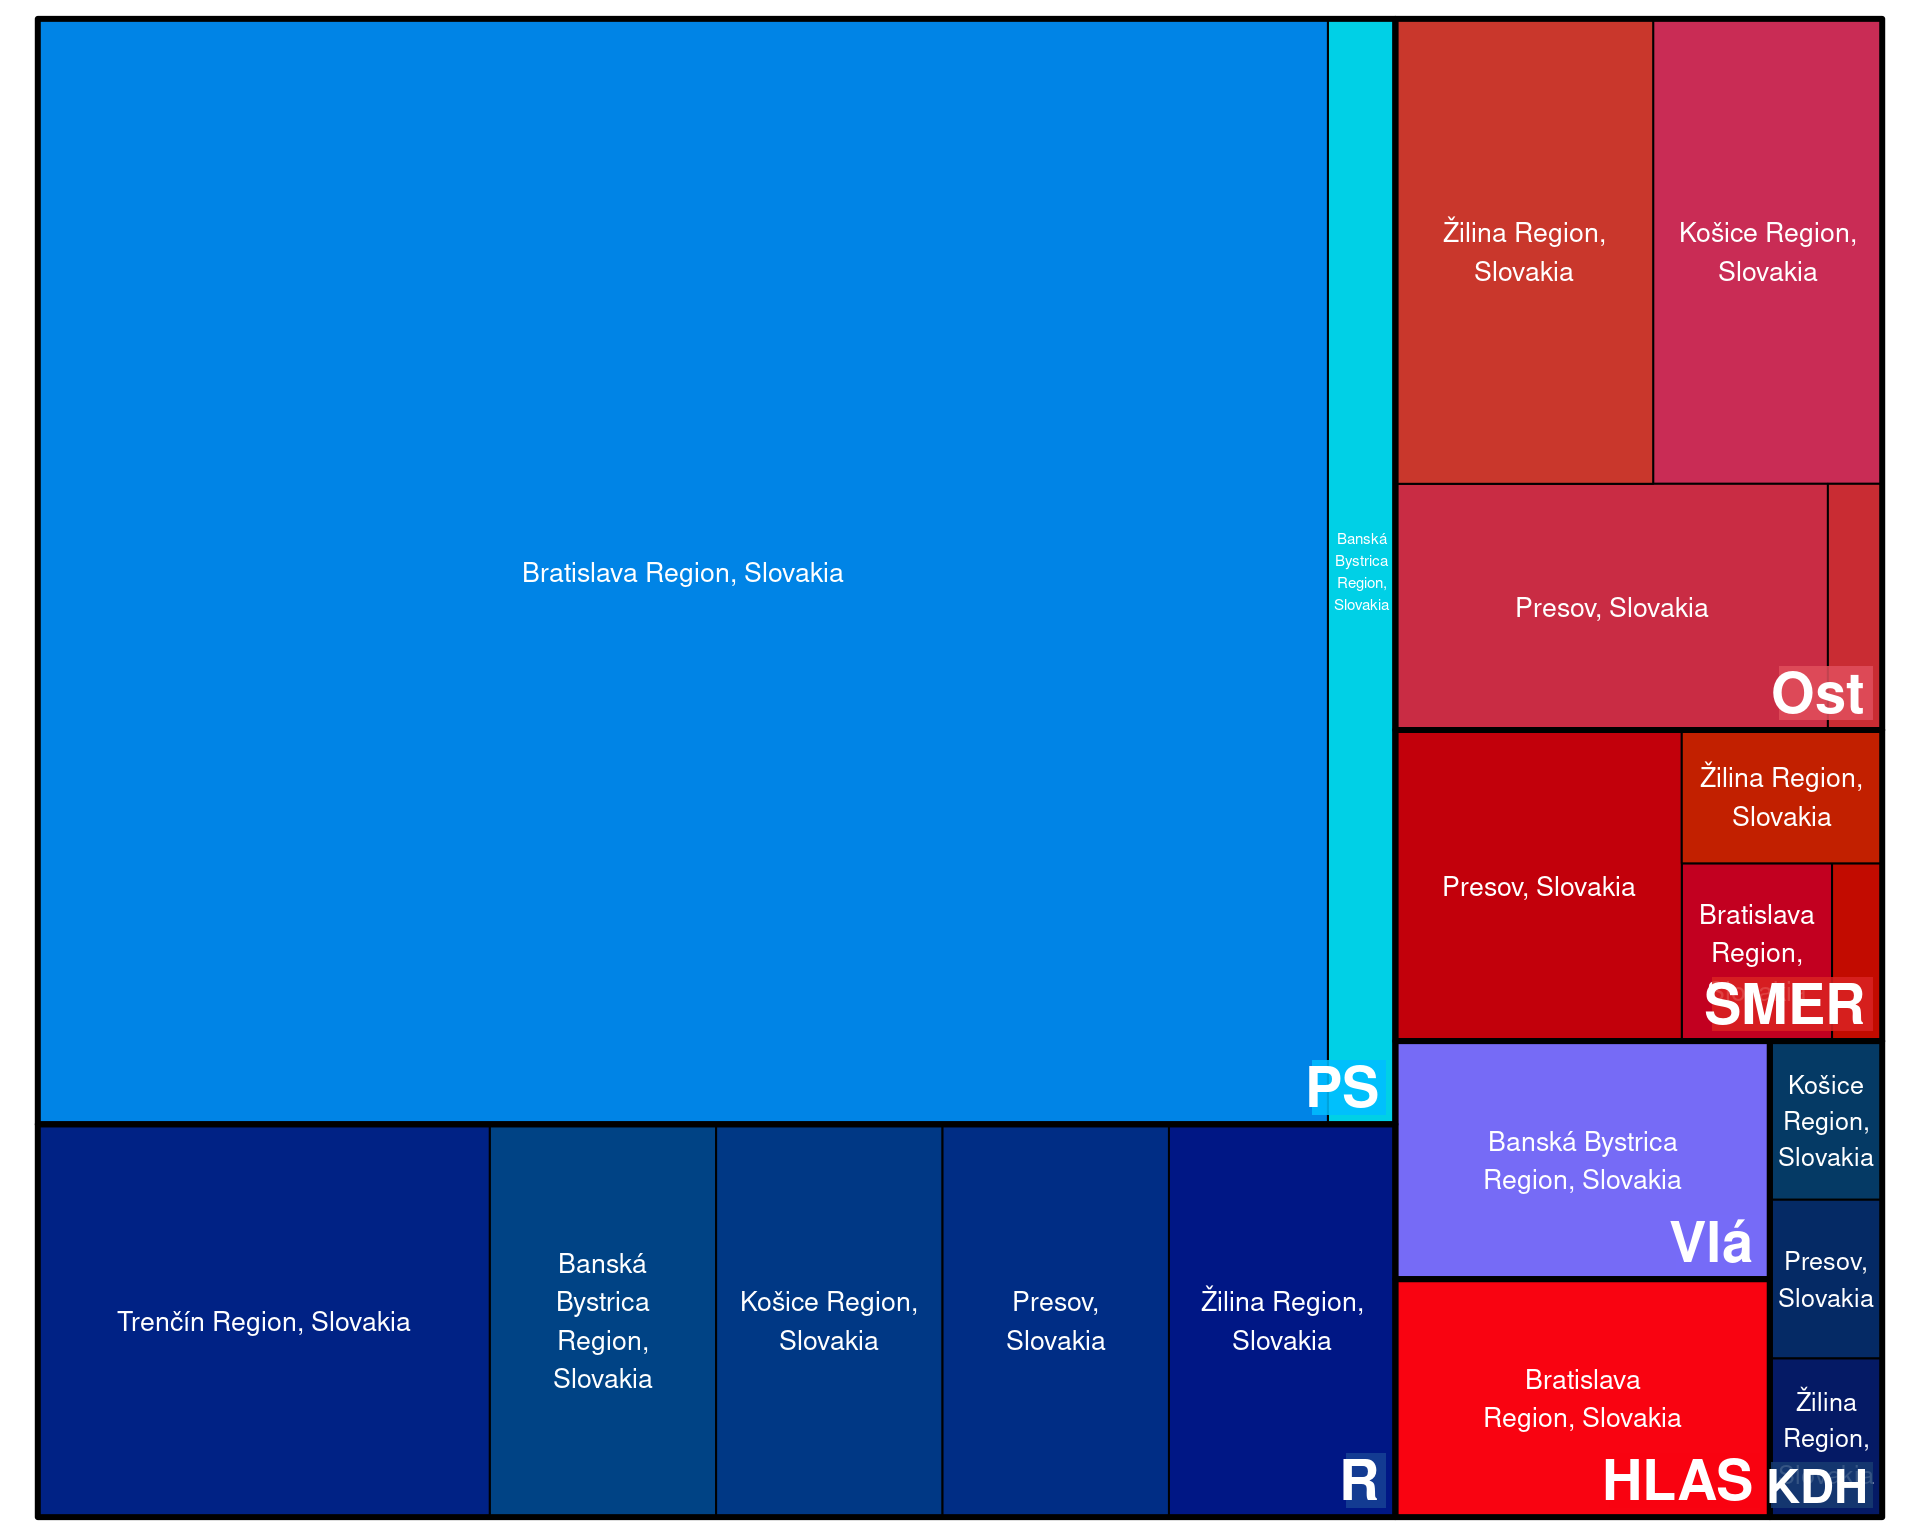 Bratislava Region, Slovakia
Banská
Bystrica
Region,
Slovakia
PS
Trenčín Region, Slovakia
Banská
Bystrica
Region,
Slovakia
Košice Region,
Slovakia
Presov,
Slovakia
Žilina Region,
Slovakia
R
Žilina Region,
Slovakia
Košice Region,
Slovakia
Presov, Slovakia
Ost
Presov, Slovakia
Žilina Region,
Slovakia
Bratislava
Region,
SMER
Banská Bystrica
Region, Slovakia
Vlá
Bratislava
Region, Slovakia
HLAS
Košice
Region,
Slovakia
Presov,
Slovakia
Žilina
Region,
KDH